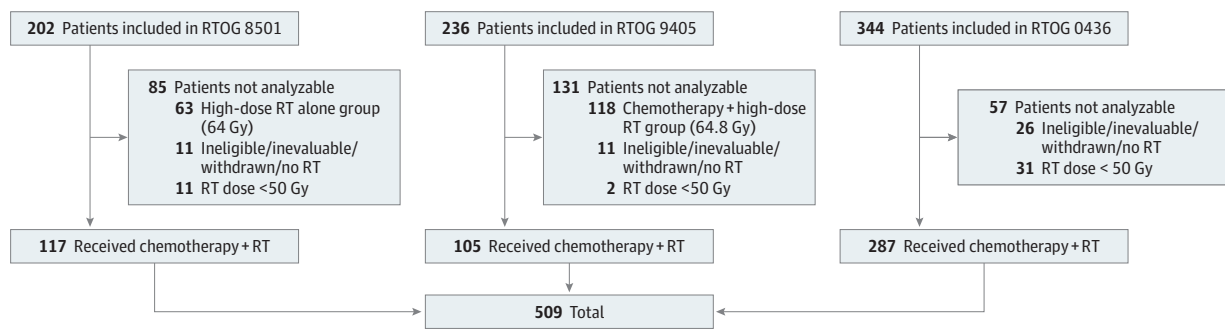 202 Patients included in RTOG 8501
85 Patients not analyzable
63 High-dose RT alone group
(64 Gy)
11 Ineligible/inevaluable/
withdrawn/no RT
11 RT dose <50 Gy
117 Received chemotherapy + RT
236 Patients included in RTOG 9405
131 Patients not analyzable
118 Chemotherapy + high-dose
RT group (64.8 Gy)
11 Ineligible/inevaluable/
withdrawn/no RT
2 RT dose <50 Gy
105 Received chemotherapy + RT
344 Patients included in RTOG 0436
57 Patients not analyzable
26 Ineligible/inevaluable/
withdrawn/no RT
31 RT dose < 50 Gy
287 Received chemotherapy + RT
509 Total